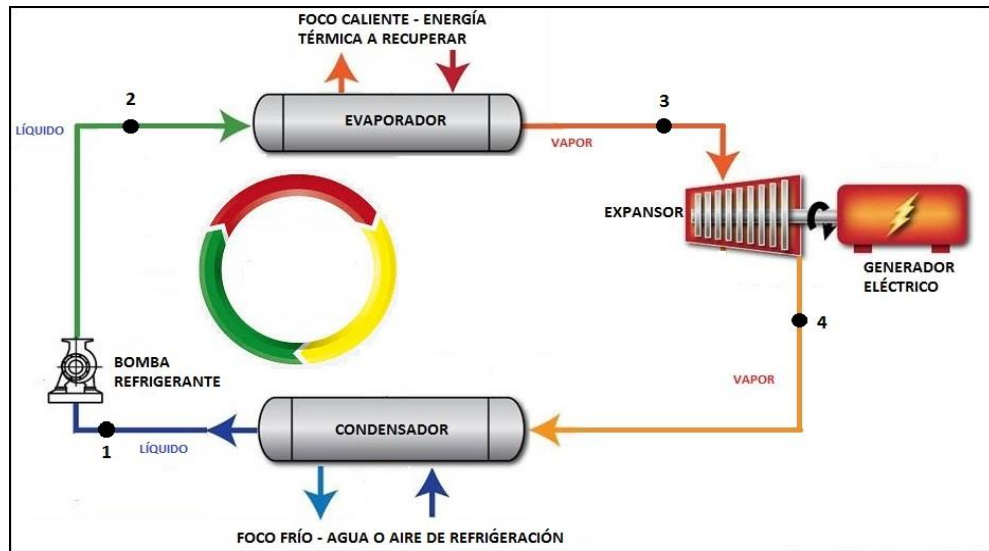 FOCO CALIENTE - ENERGÍA
TÉRMICA A RECUPERAR
2
3
LÍQUIDO
EVAPORADOR
VAPOR
EXPANSOR
GENERADOR
ELÉCTRICO
4
BOMBA
REFRIGERANTE
VAPOR
CONDENSADOR
1
LÍQUIDO
FOCO FRÍO - AGUA O AIRE DE REFRIGERACIÓN